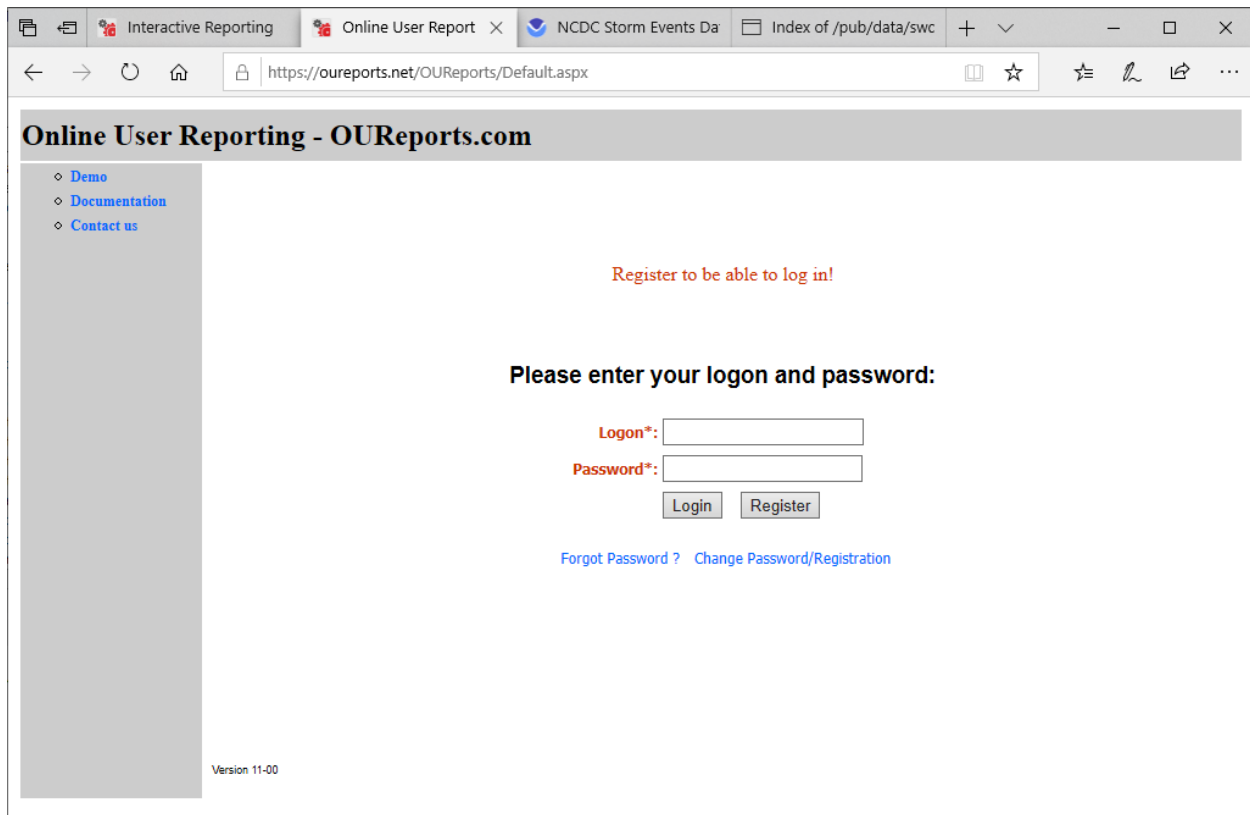 Interactive Reporting
Online User Report
NCDC Storm Events Da
Index of /pub/data/swc
https://oureports.net/OUReports/Default.aspx
Online User Reporting - OUReports.com
Demo
Documentation
Contact us
Register to be able to log in!
Please enter your logon and password:
Logon*:
Password*:
Login Register
Forgot Password ? Change Password/Registration
Version 11-00